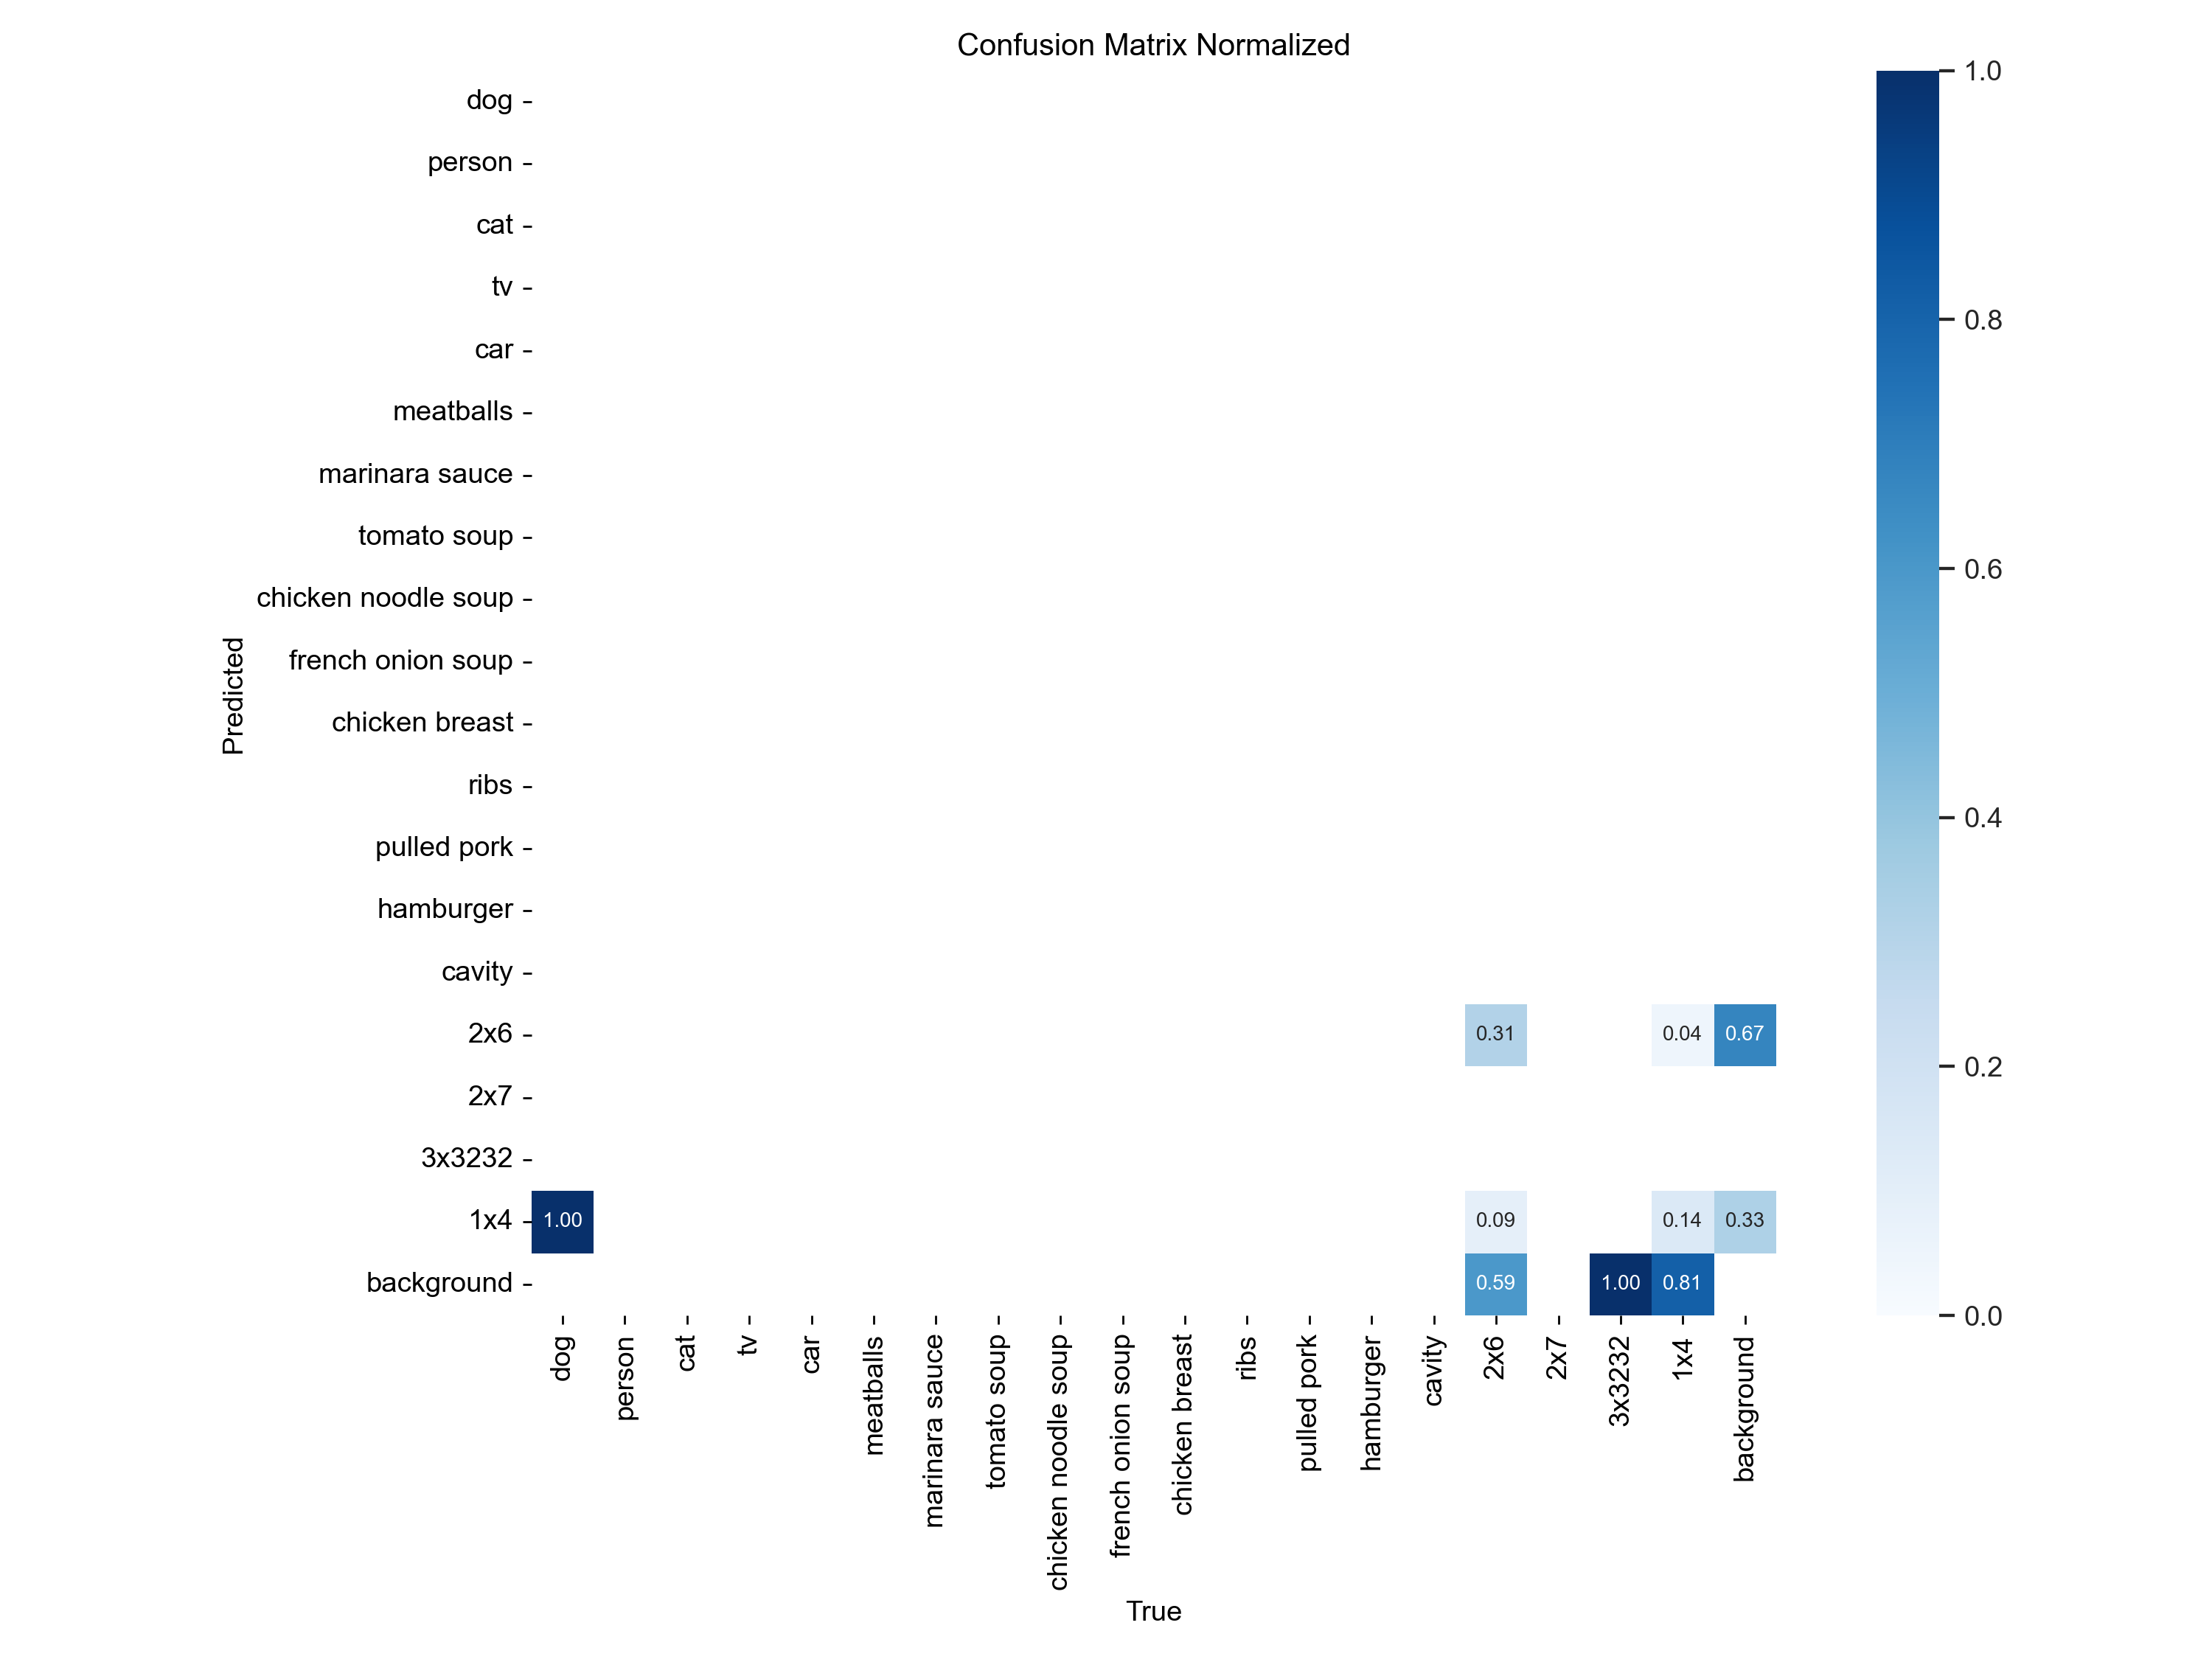 Confusion Matrix Normalized
dog
person
cat
tv
car
meatballs
marinara sauce
tomato soup
chicken noodle soup
french onion soup
chicken breast
ribs
pulled pork
hamburger
cavity
2x6
2x7
3x3232
1x4
background
Predicted
0.31 0.04 0.67
1.00 0.09 0.14 0.33
0.59 1.00 0.81
dog
person
cat
tv
car
meatballs
marinara sauce
tomato soup
chicken noodle soup
french onion soup
chicken breast
ribs
pulled pork
hamburger
cavity
2x6
2x7
3x3232
1x4
background
True
1.0
0.8
0.6
0.4
0.2
0.0